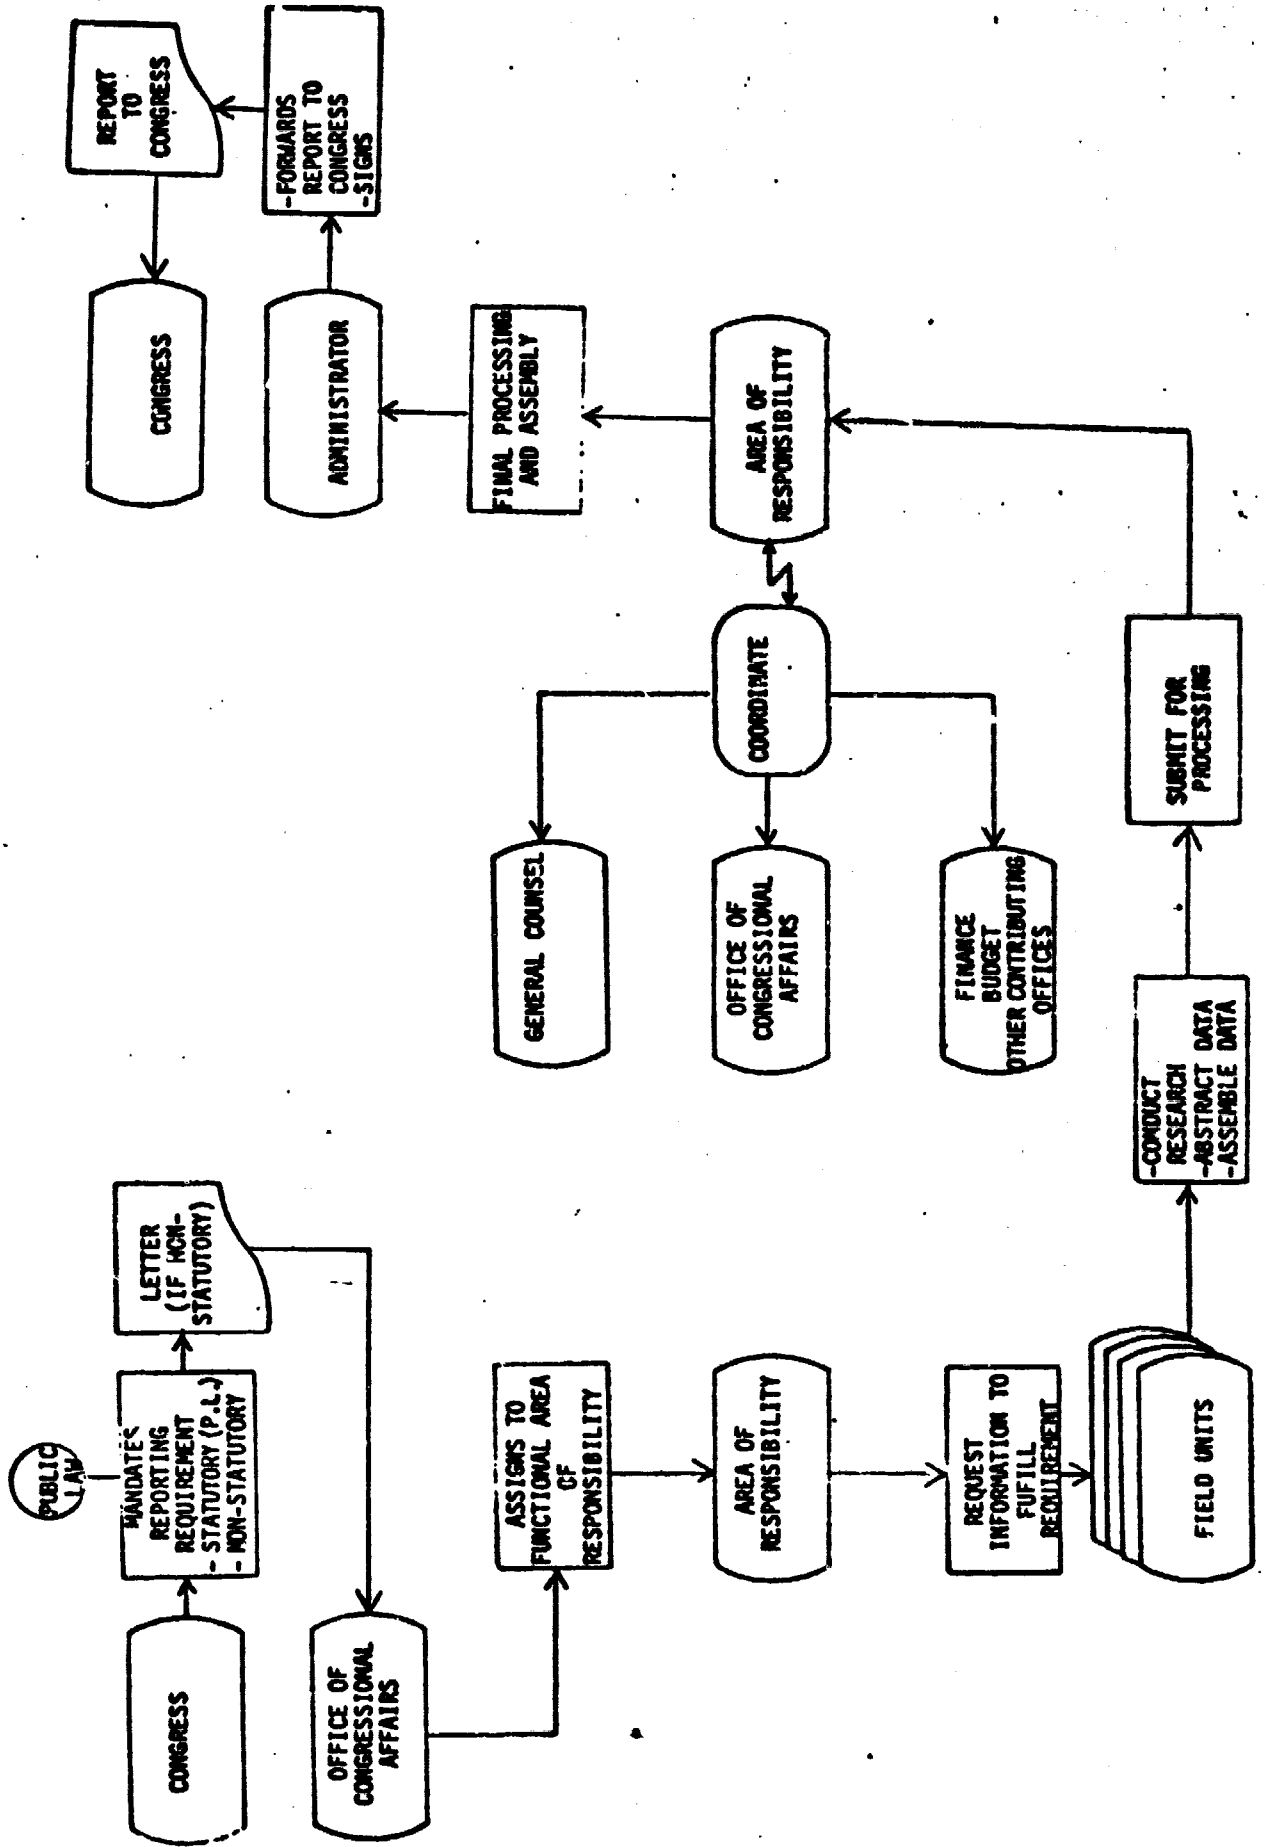 PUBLIC
LAW
CONGRESS
MANDATES
REPORTING
REQUIREMENT
- STATUTORY (P.L.)
- NON-STATUTORY
LETTER
(IF NON-
STATUTORY)
OFFICE OF
CONGRESSIONAL
AFFAIRS
ASSIGNS TO
FUNCTIONAL AREA
OF
RESPONSIBILITY
AREA OF
RESPONSIBILITY
REQUEST
INFORMATION TO
FUFILL
REQUIREMENT
FIELD UNITS
-CONDUCT
RESEARCH
-ABSTRACT DATA
-ASSEMBLE DATA
SUBMIT FOR
PROCESSING
AREA OF
RESPONSIBILITY
COORDINATE
GENERAL COUNSEL
OFFICE OF
CONGRESSIONAL
AFFAIRS
FINANCE
BUDGET
OTHER CONTRIBUTING
OFFICES
FINAL PROCESSING
AND ASSEMBLY
ADMINISTRATOR
-FORWARDS
REPORT TO
CONGRESS
-SIGNS
REPORT
TO
CONGRESS
CONGRESS